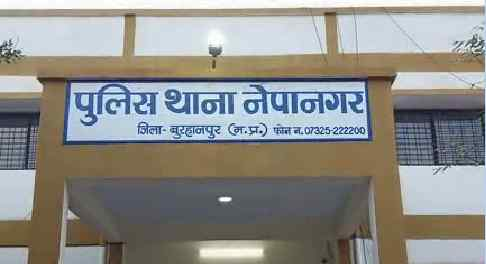 पुलिस थाना नेपानगर
जिला- बुरहानपुर (म.प्र.) फोन न. 07325-222200